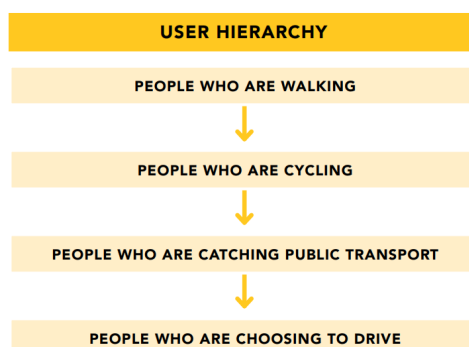 USER HIERARCHY
PEOPLE WHO ARE WALKING
PEOPLE WHO ARE CYCLING
PEOPLE WHO ARE CATCHING PUBLIC TRANSPORT
PEOPLE WHO ARE CHOOSING TO DRIVE